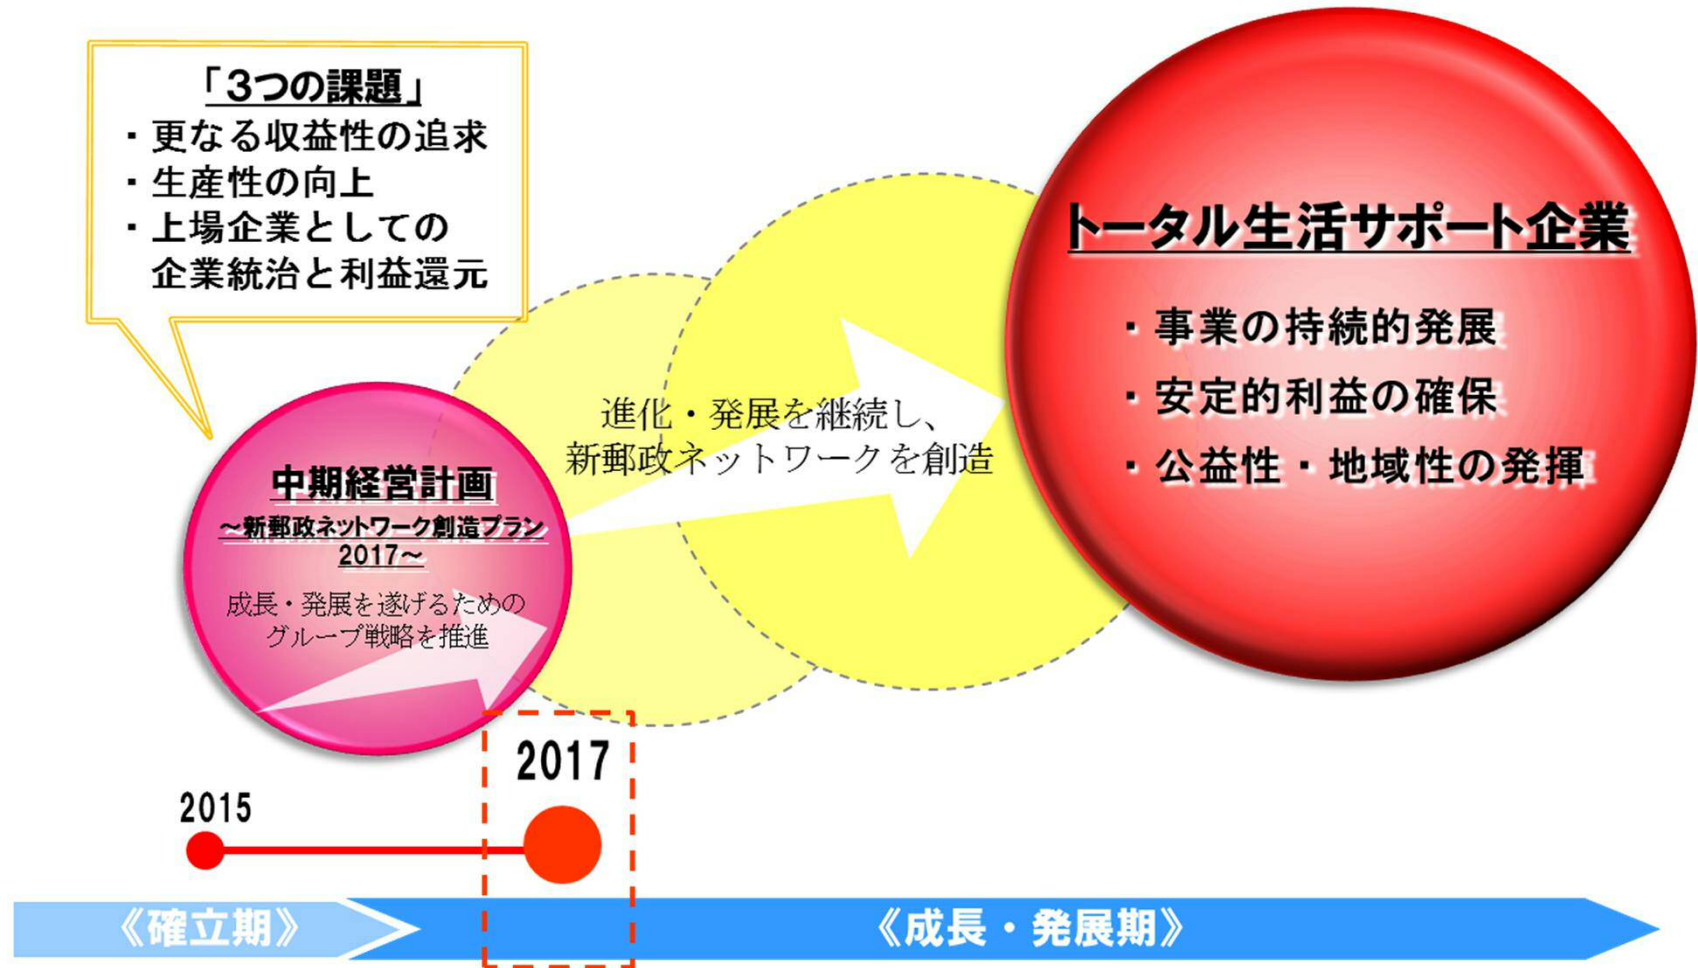 「3つの課題」
・更なる収益性の追求
・生産性の向上
・上場企業としての
企業統治と利益還元
トータル生活サポート企業
・事業の持続的発展
・安定的利益の確保
・公益性・地域性の発揮
進化・発展を継続し、
新郵政ネットワークを創造
中期経営計画
～新郵政ネットワーク創造プラン
2017～
成長・発展を遂げるための
グループ戦略を推進
2015
2017
《確立期》
《成長・発展期》